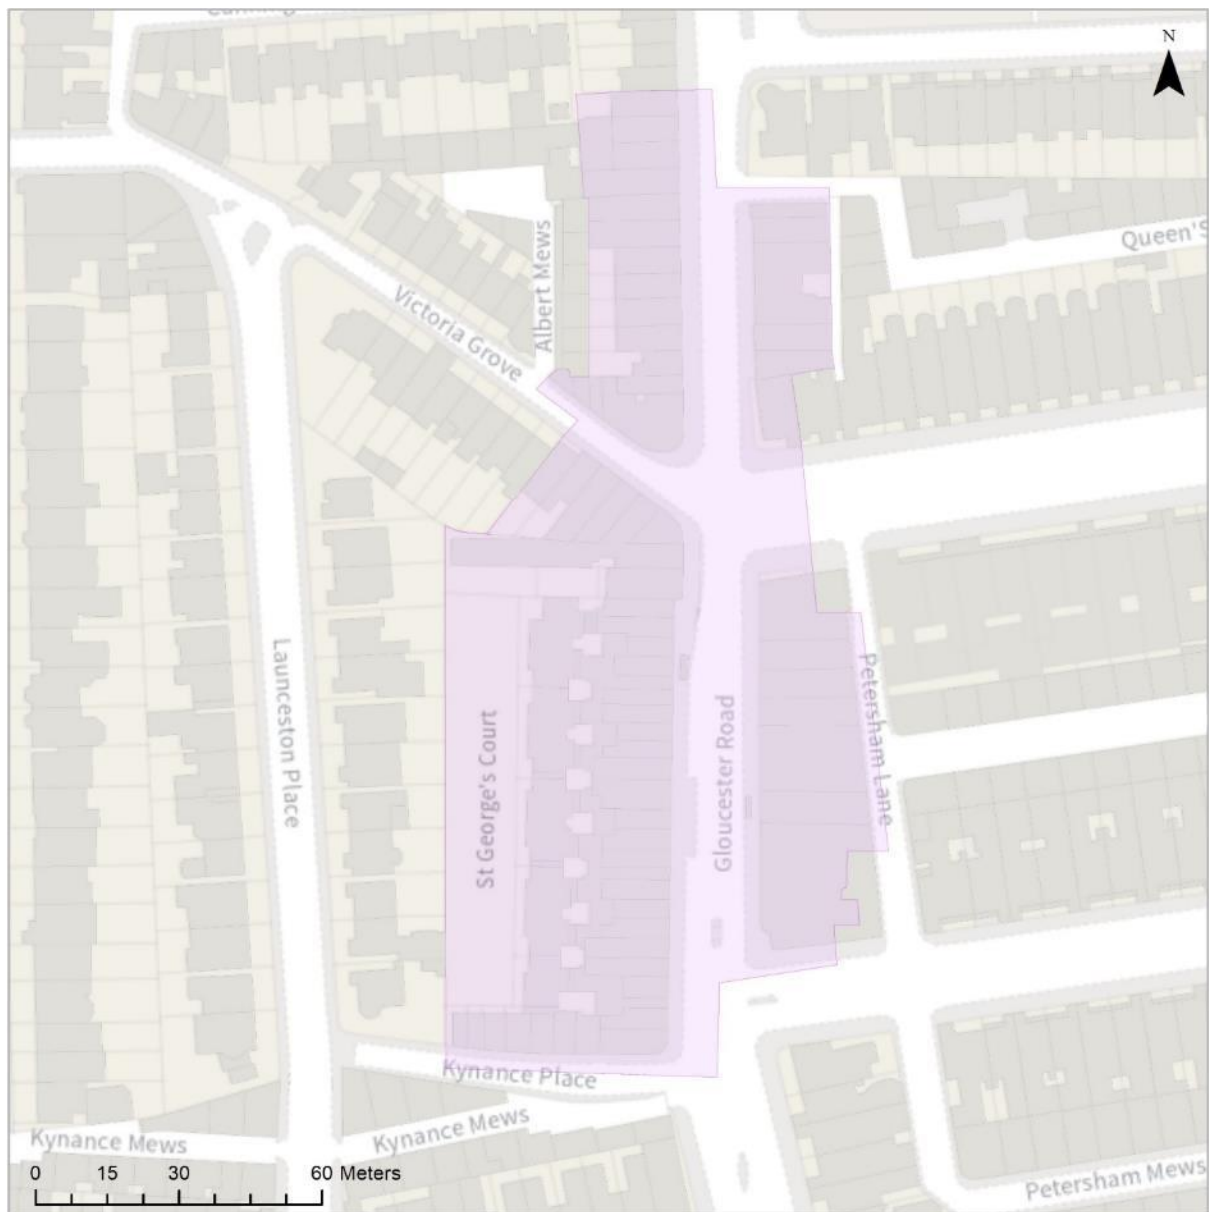 N
Queen's
Albert Mews
Victoria Grove
Launceston Place
St George's Court
Gloucester Road
Petersham Lane
Kynance Place
Kynance Mews
Kynance Mews
Petersham Mews
0 15 30 60 Meters